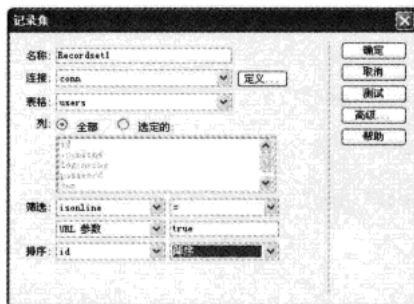 记录集
名称: Recordset1
连接: conn 定义...
表格: users
列: 全部 选定的:
id
password
筛选: isonline =
URL 参数 true
排序: id
确定
取消
测试
高级...
帮助